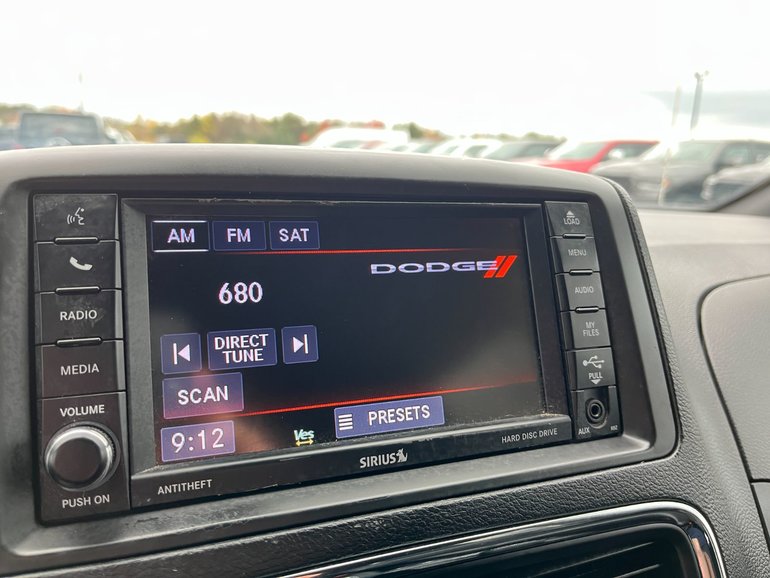 AM FM SAT
DODGE
680
DIRECT
TUNE
SCAN
PRESETS
9:12
Ves
RADIO
MEDIA
VOLUME
PUSH ON
LOAD
MENU
AUDIO
MY
FILES
PULL
AUX
ANTITHEFT
SIRIUS
HARD DISC DRIVE